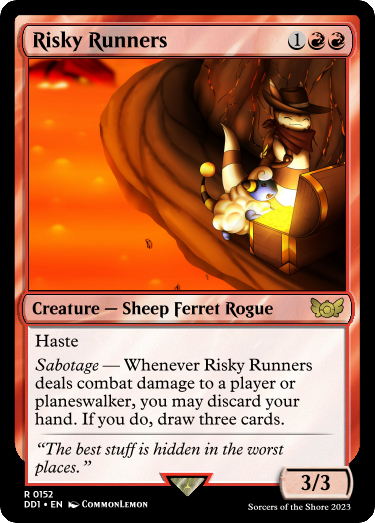 Risky Runners 1
Creature — Sheep Ferret Rogue
Haste
Sabotage — Whenever Risky Runners
deals combat damage to a player or
planeswalker, you may discard your
hand. If you do, draw three cards.
“The best stuff is hidden in the worst
places.”
3/3
R 0152
DD1 • EN CommonLemon
Sorcers of the Shore 2023